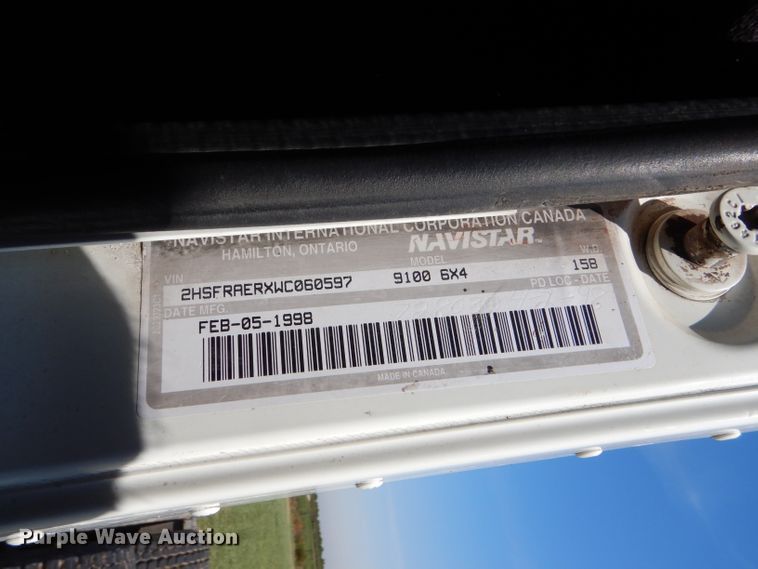 NAVISTAR INTERNATIONAL CORPORATION CANADA
HAMILTON, ONTARIO NAVISTAR
VIN MODEL W.B.
2HSFRAERXWC060597 9100 6X4 158
DATE MFG. PD LOC - DATE
FEB-05-1998
MADE IN CANADA
Purple Wave Auction